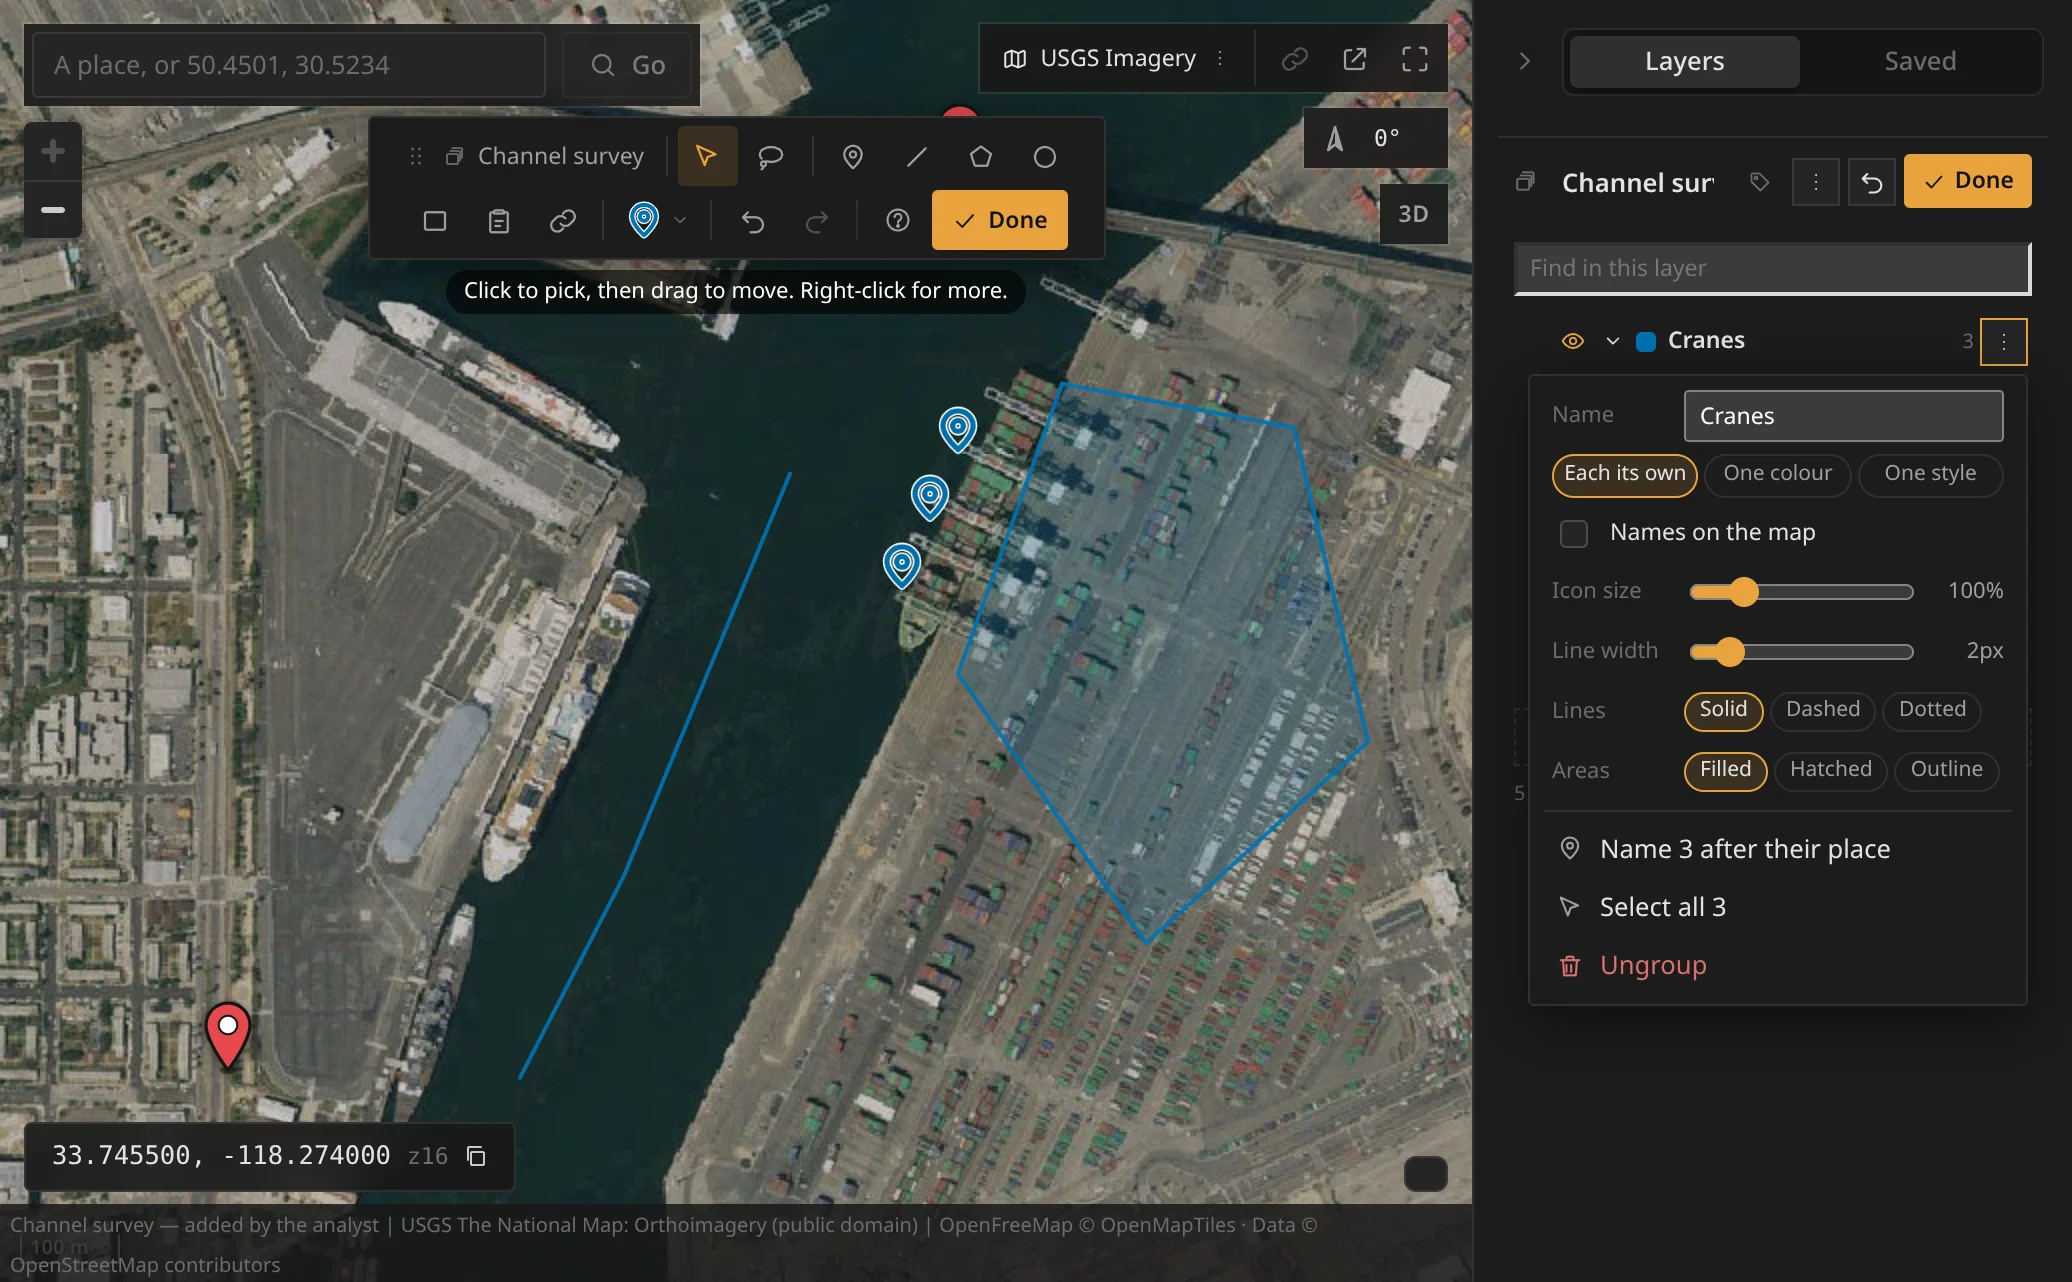 A place, or 50.4501, 30.5234
Go
USGS Imagery
Layers
Saved
0°
3D
Channel survey
Done
Click to pick, then drag to move. Right-click for more.
Channel sur
Done
Find in this layer
Cranes
3
Name
Cranes
Each its own
One colour
One style
Names on the map
Icon size
100%
Line width
2px
Lines
Solid
Dashed
Dotted
Areas
Filled
Hatched
Outline
5
Name 3 after their place
Select all 3
Ungroup
33.745500, -118.274000 z16
Channel survey — added by the analyst | USGS The National Map: Orthoimagery (public domain) | OpenFreeMap © OpenMapTiles · Data ©
100 m
OpenStreetMap contributors